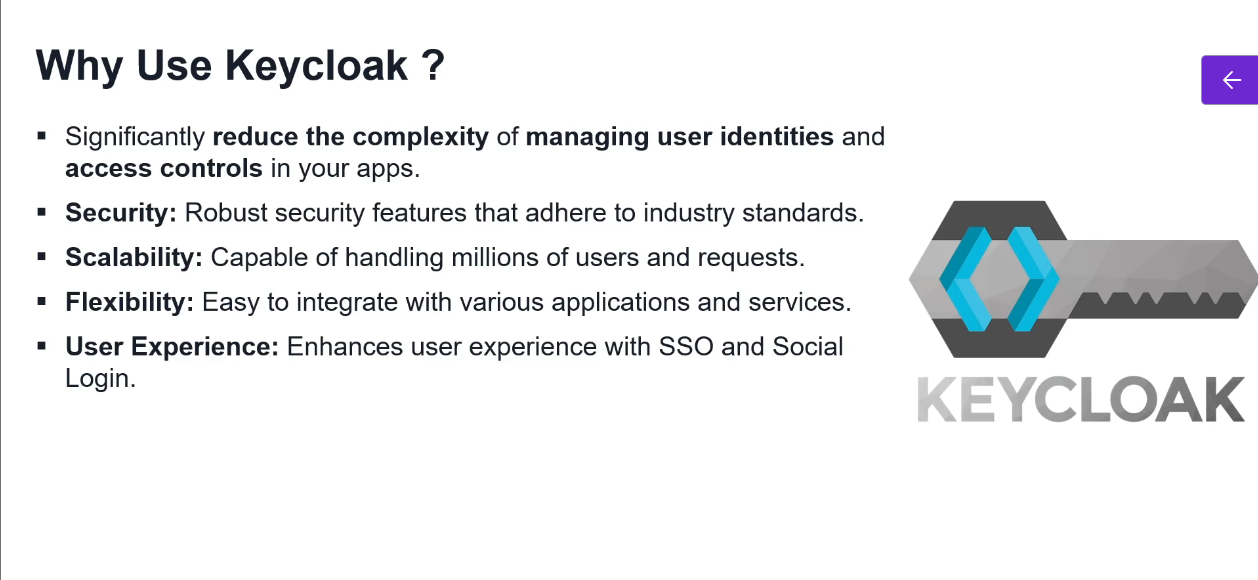 Why Use Keycloak ?
▪ Significantly reduce the complexity of managing user identities and
access controls in your apps.
▪ Security: Robust security features that adhere to industry standards.
▪ Scalability: Capable of handling millions of users and requests.
▪ Flexibility: Easy to integrate with various applications and services.
▪ User Experience: Enhances user experience with SSO and Social
Login.
KEYCLOAK